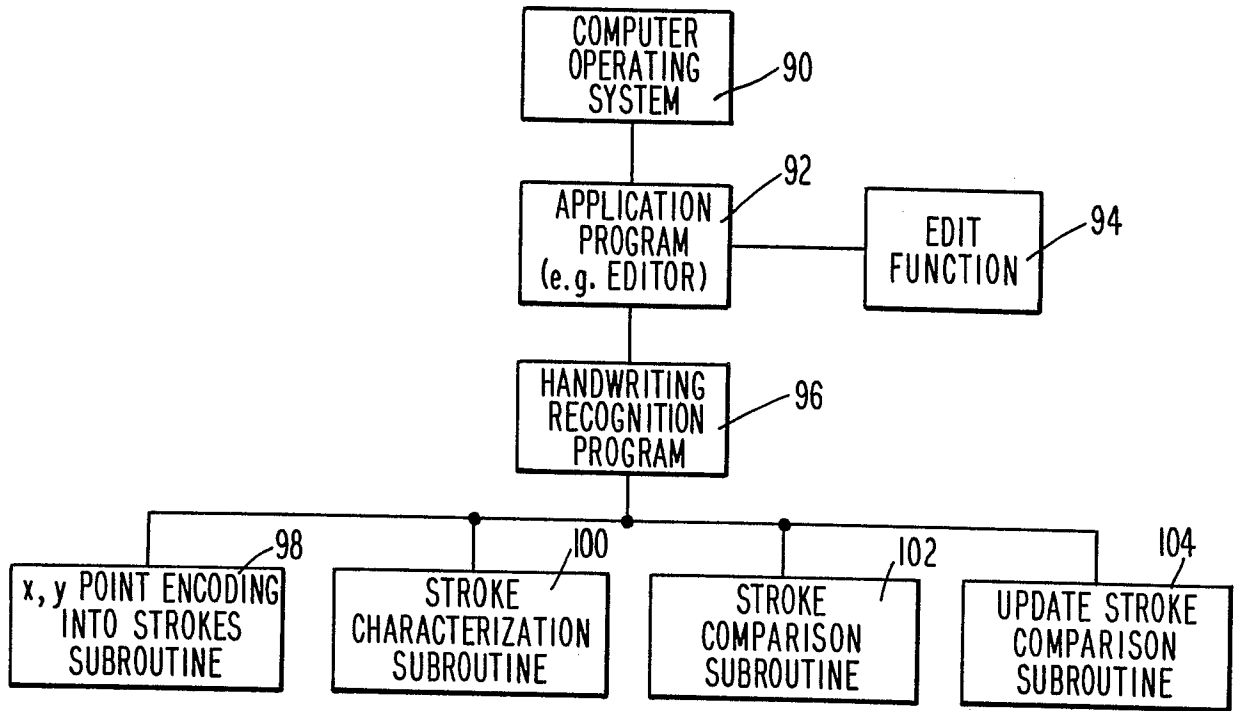 COMPUTER
OPERATING
SYSTEM
90
APPLICATION
PROGRAM
(e.g. EDITOR)
92
EDIT
FUNCTION
94
HANDWRITING
RECOGNITION
PROGRAM
96
x, y POINT ENCODING
INTO STROKES
SUBROUTINE
98
STROKE
CHARACTERIZATION
SUBROUTINE
100
STROKE
COMPARISON
SUBROUTINE
102
UPDATE STROKE
COMPARISON
SUBROUTINE
104